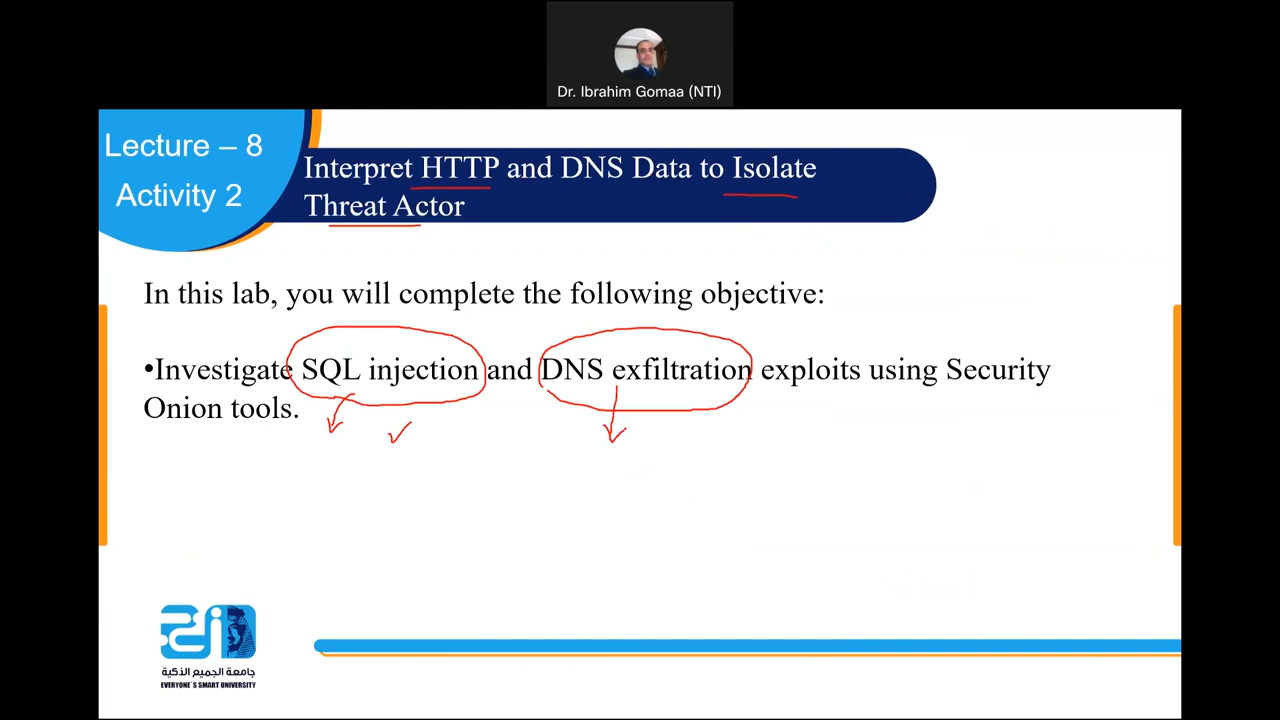 Dr. Ibrahim Gomaa (NTI)
Lecture – 8
Activity 2
Interpret HTTP and DNS Data to Isolate
Threat Actor
In this lab, you will complete the following objective:
•Investigate SQL injection and DNS exfiltration exploits using Security
Onion tools.
جامعة الجميع الذكية
EVERYONE`S SMART UNIVERSITY